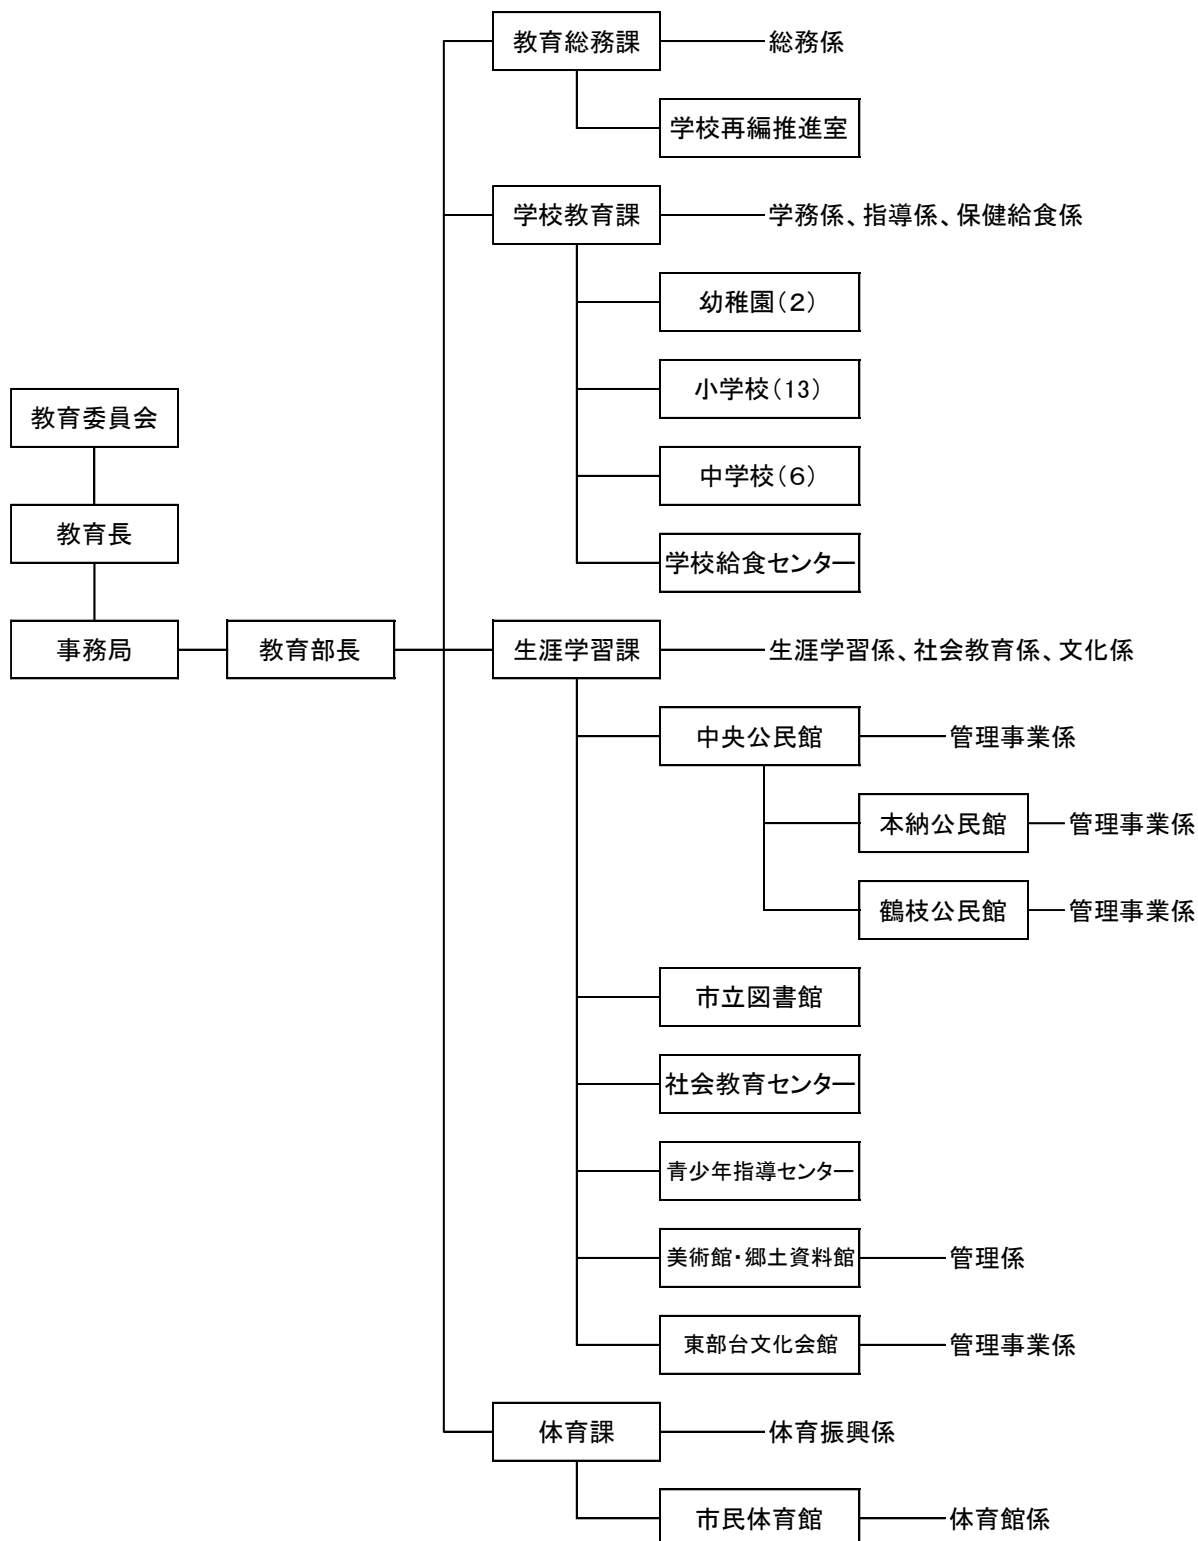 教育総務課 総務係
学校再編推進室
学校教育課 学務係、指導係、保健給食係
幼稚園(2)
小学校(13)
教育委員会
中学校(6)
教育長
学校給食センター
事務局 教育部長 生涯学習課 生涯学習係、社会教育係、文化係
中央公民館 管理事業係
本納公民館 管理事業係
鶴枝公民館 管理事業係
市立図書館
社会教育センター
青少年指導センター
美術館・郷土資料館 管理係
東部台文化会館 管理事業係
体育課 体育振興係
市民体育館 体育館係